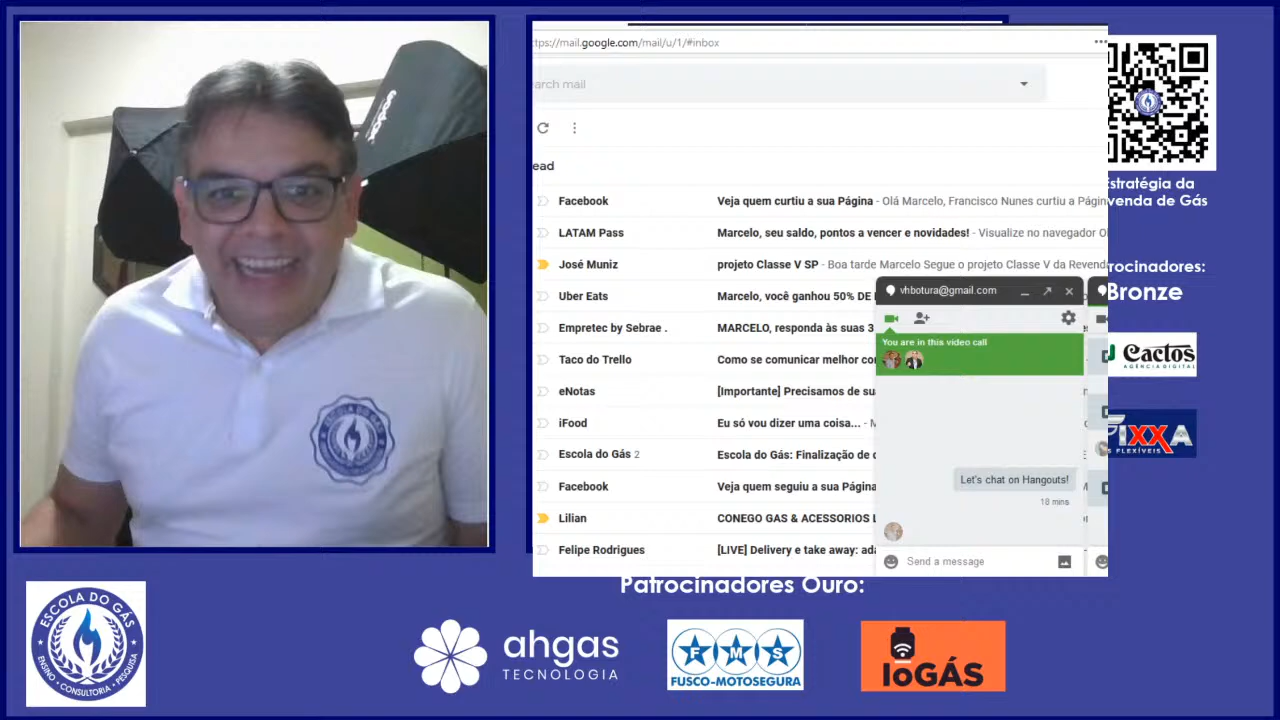 https://mail.google.com/mail/u/1/#inbox
arch mail
ead
Facebook
Veja quem curtiu a sua Página - Olá Marcelo, Francisco Nunes curtiu a Págin
LATAM Pass
Marcelo, seu saldo, pontos a vencer e novidades! - Visualize no navegador O
José Muniz
projeto Classe V SP - Boa tarde Marcelo Segue o projeto Classe V da Revend
Uber Eats
Marcelo, você ganhou 50% DE
Empretec by Sebrae .
MARCELO, responda às suas 3
Taco do Trello
Como se comunicar melhor co
eNotas
[Importante] Precisamos de su
iFood
Eu só vou dizer uma coisa... - M
Escola do Gás 2
Escola do Gás: Finalização de c
Facebook
Veja quem seguiu a sua Página
Lilian
CONEGO GAS & ACESSORIOS L
Felipe Rodrigues
[LIVE] Delivery e take away: ada
vhbotura@gmail.com
You are in this video call
Let's chat on Hangouts!
18 mins
Send a message
Estratégia da
venda de Gás
rocinadores:
Bronze
Cactos
AGÊNCIA DIGITAL
FIXXA
S FLEXÍVEIS
Godox
ESCOLA DO GÁS
Patrocinadores Ouro:
ESCOLA DO GÁS
ENSINO • CONSULTORIA • PESQUISA
ahgas
TECNOLOGIA
F M S
FUSCO-MOTOSEGURA
IoGÁS